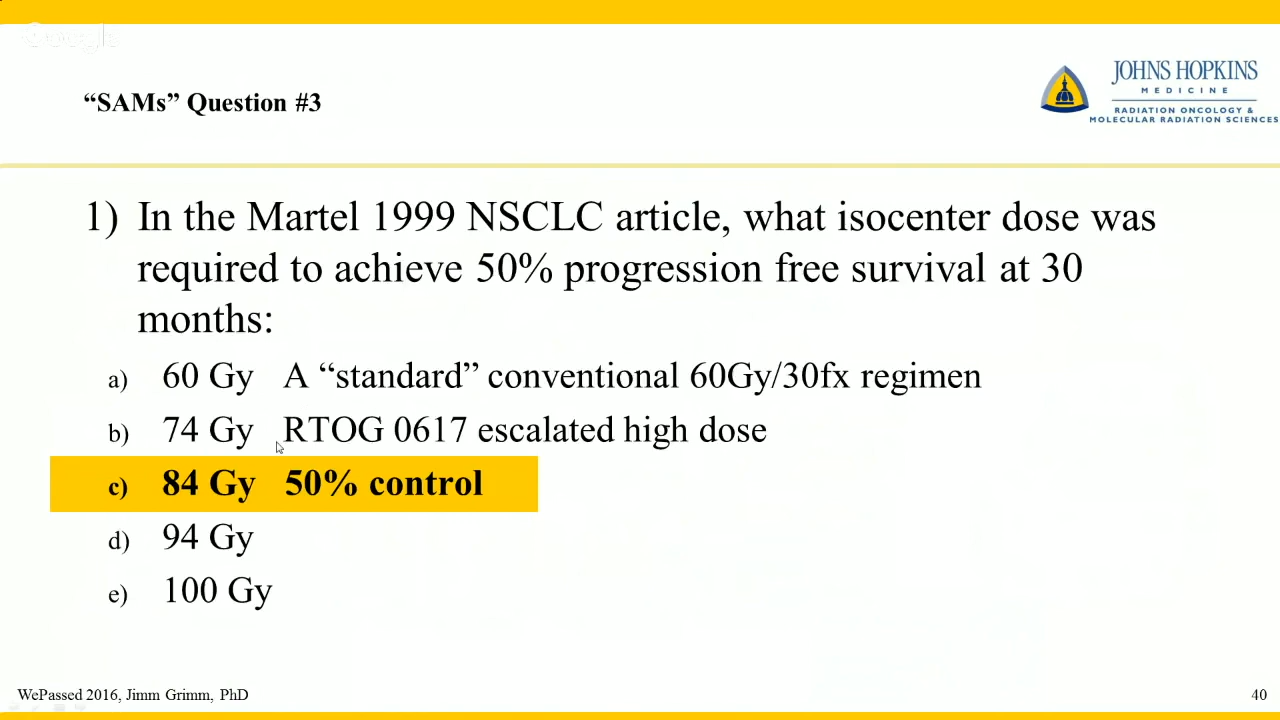 Google
“SAMs” Question #3
JOHNS HOPKINS
MEDICINE
RADIATION ONCOLOGY &
MOLECULAR RADIATION SCIENCES
1) In the Martel 1999 NSCLC article, what isocenter dose was
required to achieve 50% progression free survival at 30
months:
a) 60 Gy A “standard” conventional 60Gy/30fx regimen
b) 74 Gy RTOG 0617 escalated high dose
c) 84 Gy 50% control
d) 94 Gy
e) 100 Gy
WePassed 2016, Jimm Grimm, PhD
40